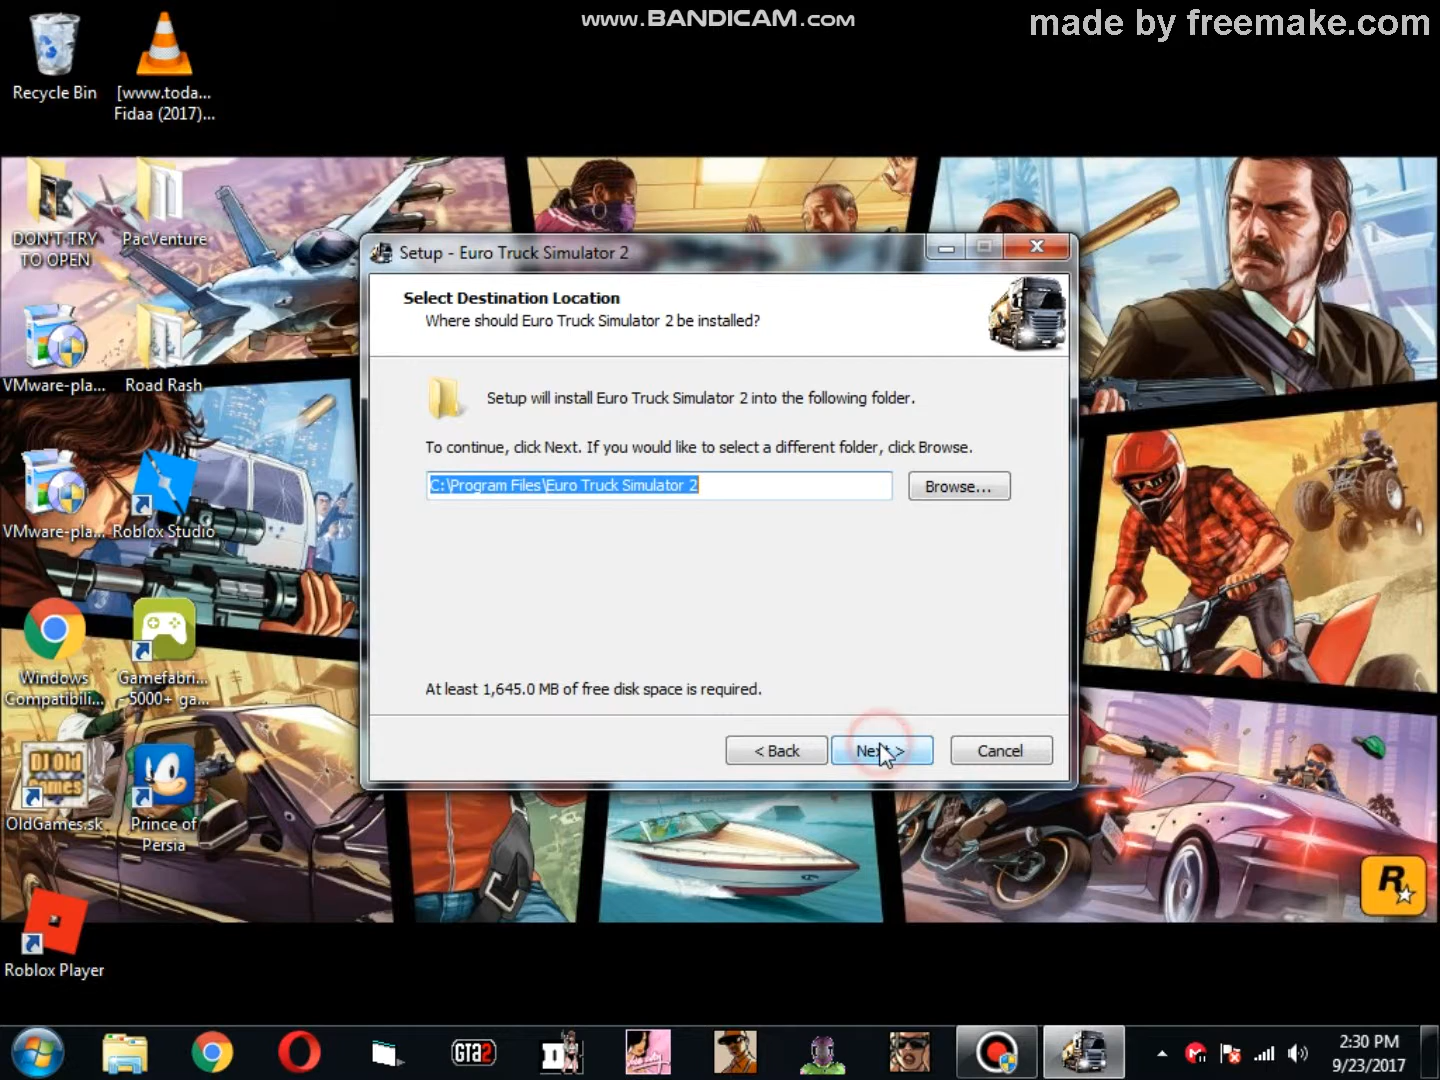 www.BANDICAM.com
made by freemake.com
Recycle Bin
[www.toda...
Fidaa (2017)...
DON'T TRY
TO OPEN
PacVenture
VMware-pla...
Road Rash
VMware-pla...
Roblox Studio
Windows
Compatibili...
Gamefabri...
- 5000+ ga...
DJ Old
Games
OldGames.sk
Prince of
Persia
Roblox Player
Setup - Euro Truck Simulator 2
Select Destination Location
Where should Euro Truck Simulator 2 be installed?
Setup will install Euro Truck Simulator 2 into the following folder.
To continue, click Next. If you would like to select a different folder, click Browse.
C:\Program Files\Euro Truck Simulator 2
Browse...
At least 1,645.0 MB of free disk space is required.
< Back
Next >
Cancel
R
GTA2
2:30 PM
9/23/2017